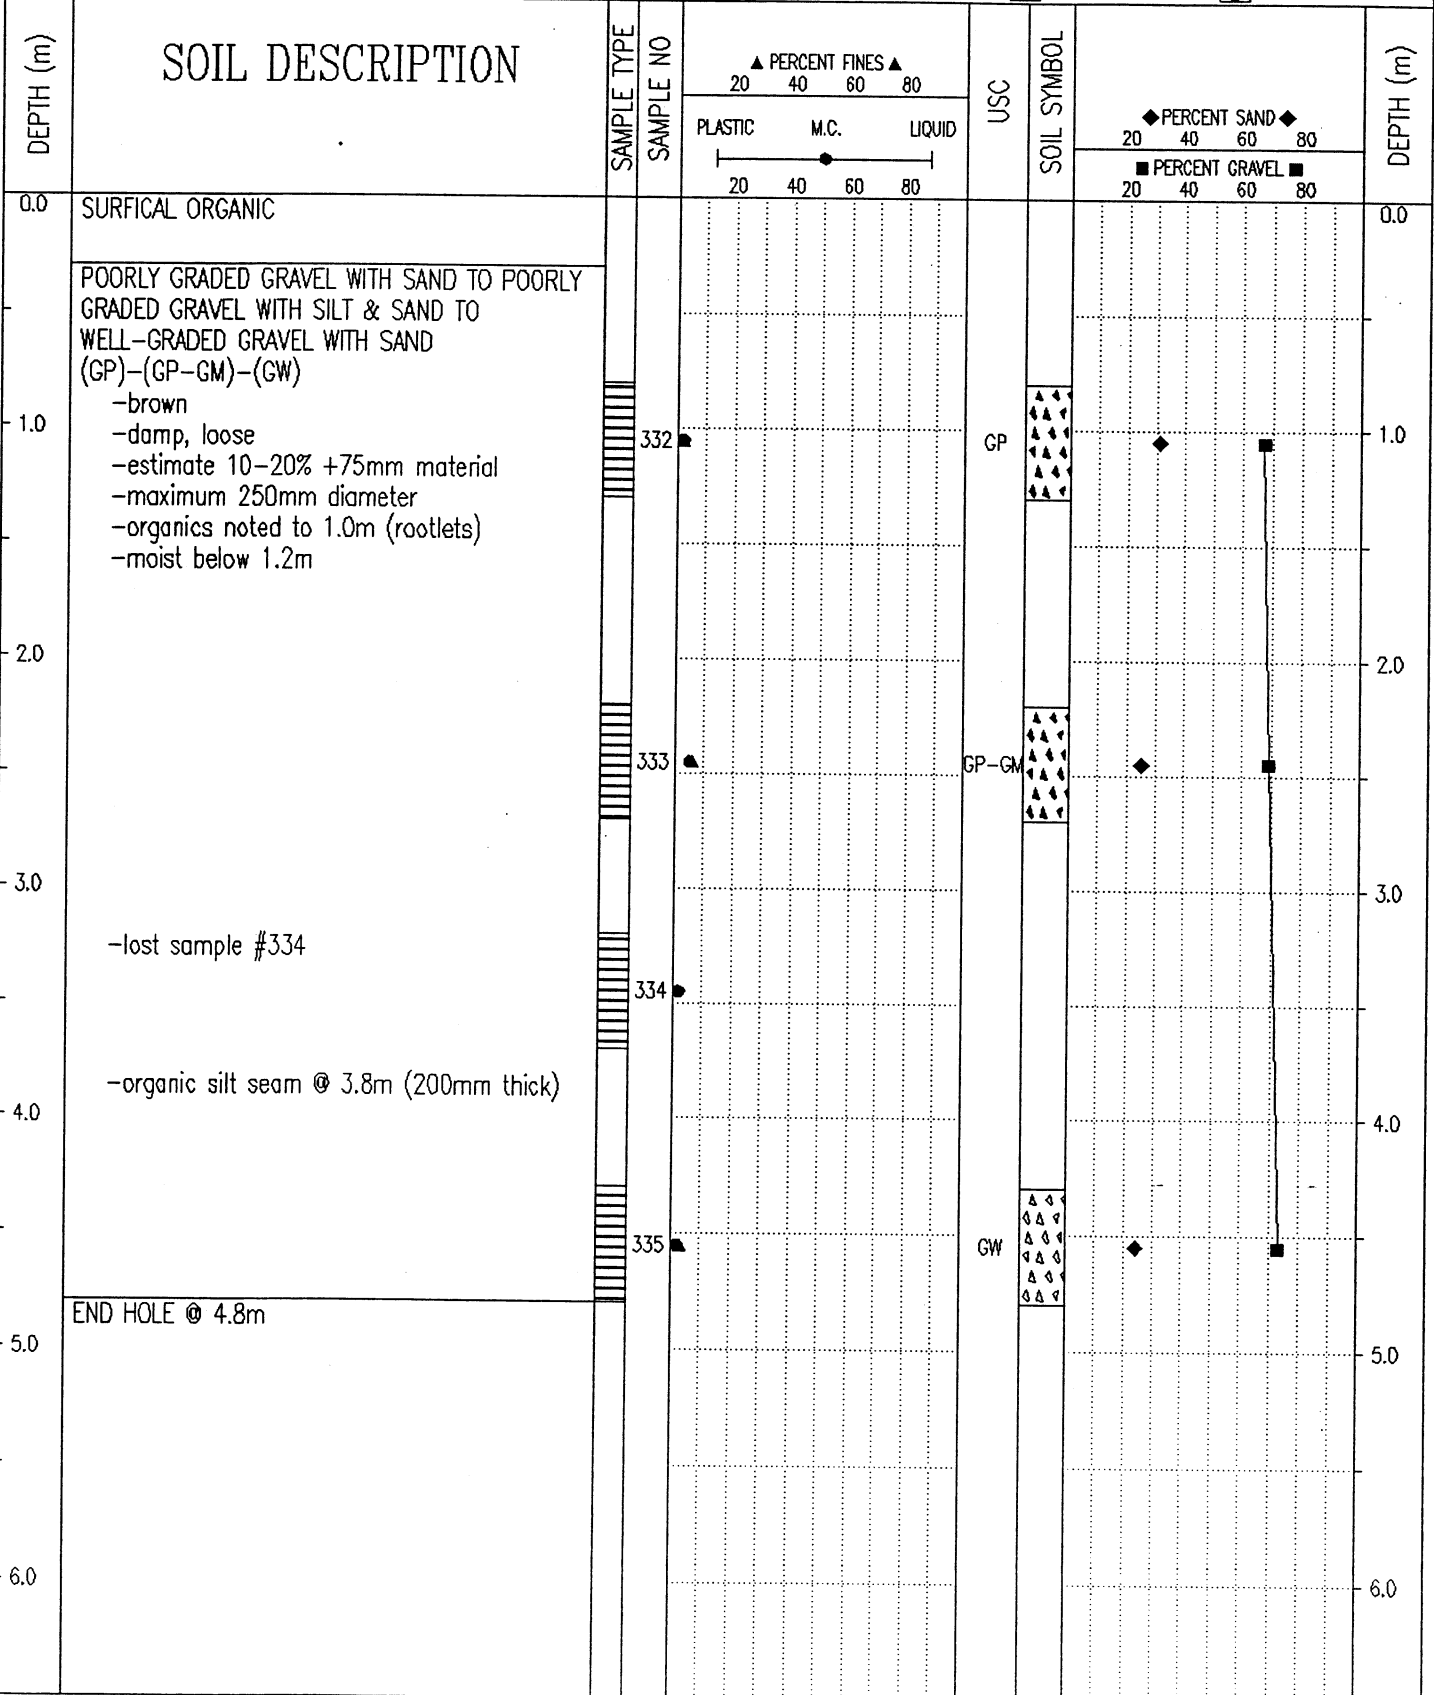 DEPTH (m)
SOIL DESCRIPTION
SAMPLE TYPE
SAMPLE NO
▲ PERCENT FINES ▲
20 40 60 80
PLASTIC M.C. LIQUID
20 40 60 80
USC
SOIL SYMBOL
◆PERCENT SAND◆
20 40 60 80
■ PERCENT GRAVEL ■
20 40 60 80
DEPTH (m)
0.0 SURFICAL ORGANIC 0.0
POORLY GRADED GRAVEL WITH SAND TO POORLY
GRADED GRAVEL WITH SILT & SAND TO
WELL-GRADED GRAVEL WITH SAND
(GP)-(GP-GM)-(GW)
-brown
1.0 -damp, loose 332 GP 1.0
-estimate 10-20% +75mm material
-maximum 250mm diameter
-organics noted to 1.0m (rootlets)
-moist below 1.2m
2.0 2.0
333 GP-GM
3.0 3.0
-lost sample #334
334
-organic silt seam @ 3.8m (200mm thick)
4.0 4.0
335 GW
END HOLE @ 4.8m
5.0 5.0
6.0 6.0